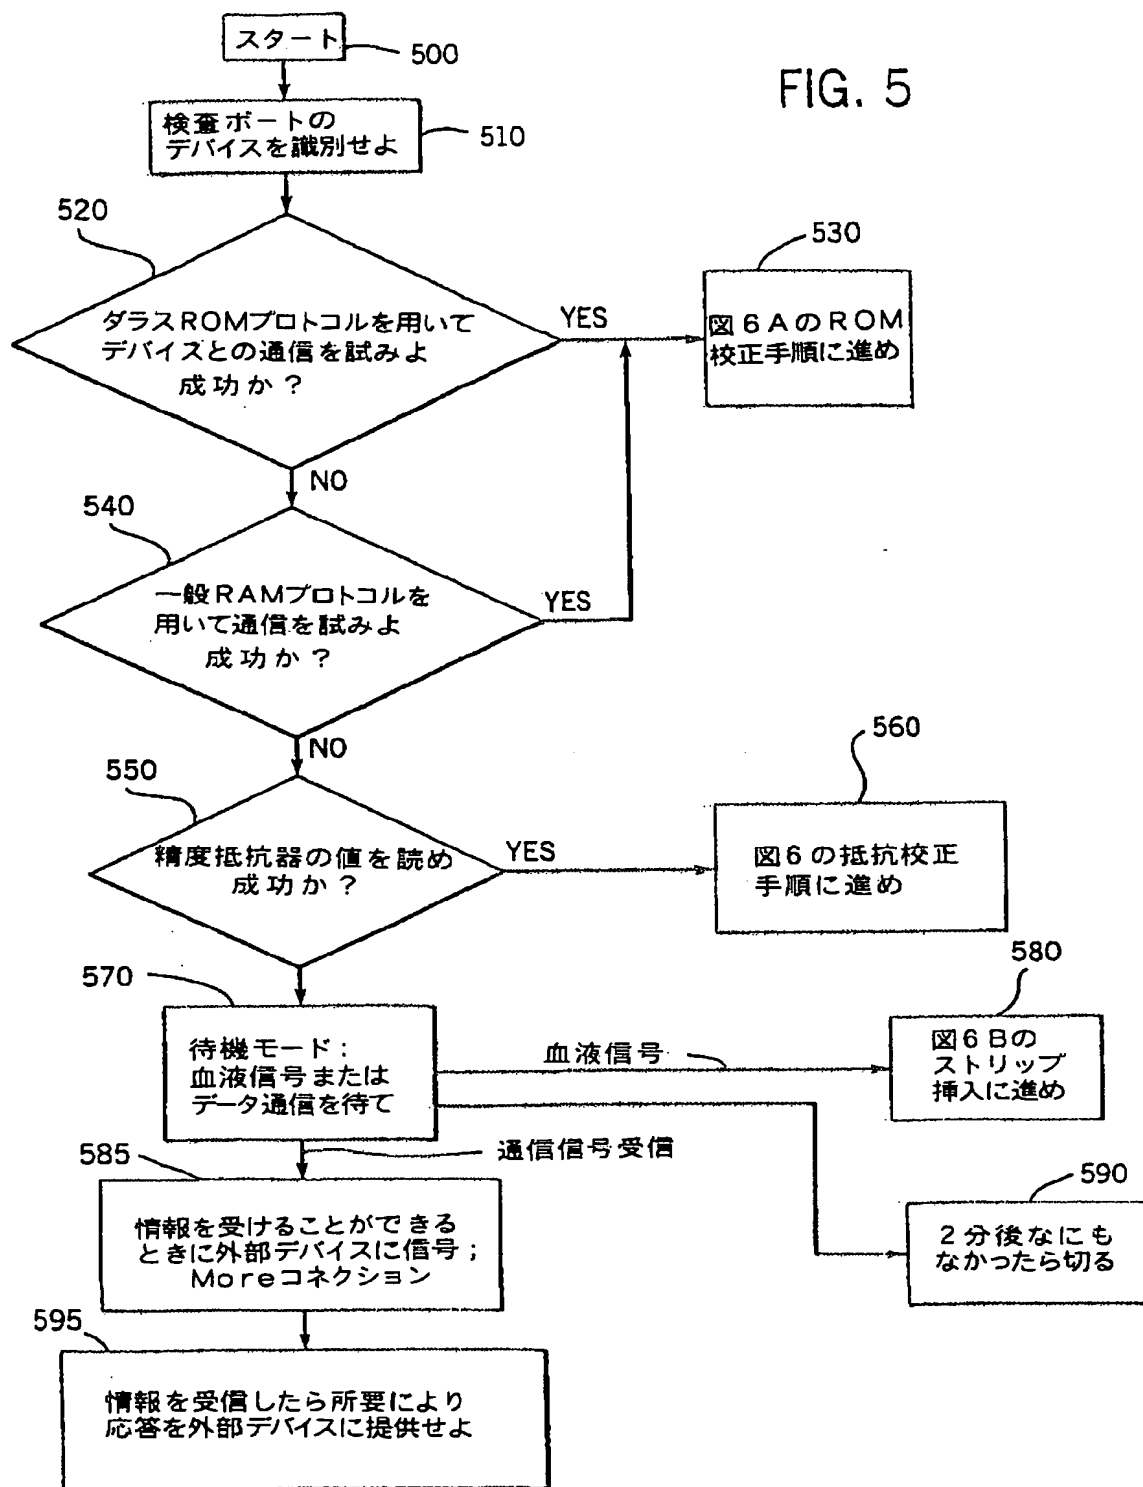 スタート
500
FIG. 5
検査ポートの
デバイスを識別せよ
510
520
ダラスROMプロトコルを用いて
デバイスとの通信を試みよ
成功か?
YES
530
図6AのROM
校正手順に進め
NO
540
一般RAMプロトコルを
用いて通信を試みよ
成功か?
YES
NO
550
精度抵抗器の値を読め
成功か?
YES
560
図6の抵抗校正
手順に進め
570
待機モード:
血液信号または
データ通信を待て
血液信号
580
図6Bの
ストリップ
挿入に進め
通信信号受信
585
情報を受けることができる
ときに外部デバイスに信号;
Moreコネクション
590
2分後なにも
なかったら切る
595
情報を受信したら所要により
応答を外部デバイスに提供せよ